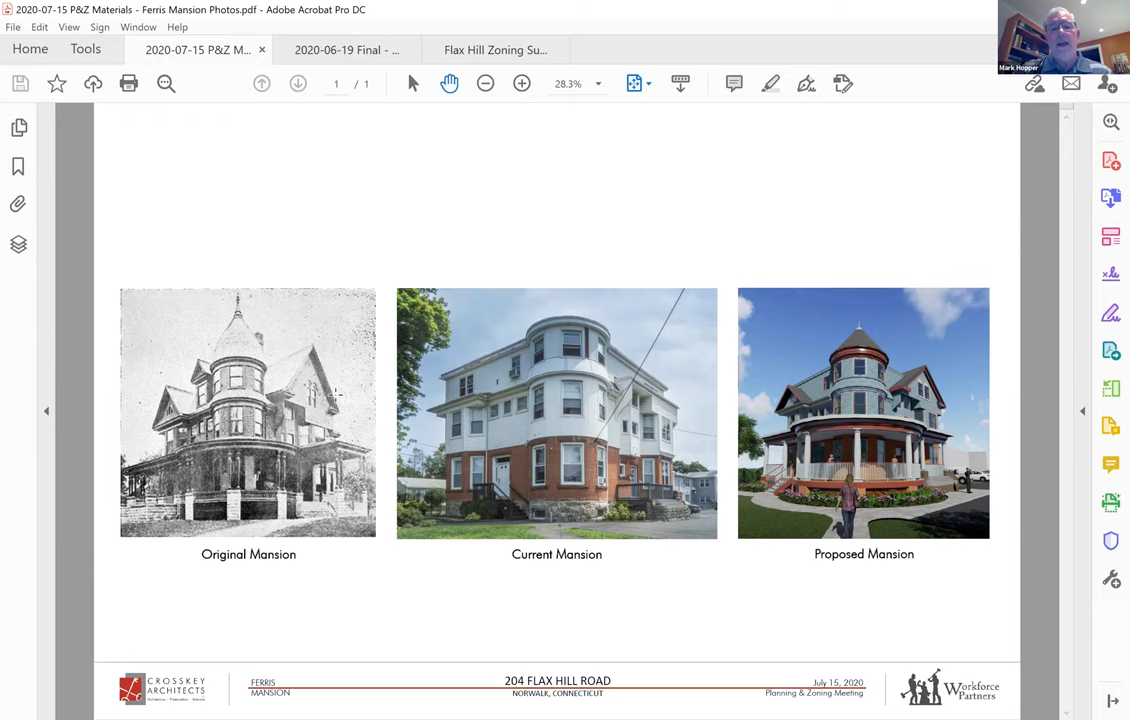 2020-07-15 P&Z Materials - Ferris Mansion Photos.pdf - Adobe Acrobat Pro DC
File Edit View Sign Window Help
Home Tools 2020-07-15 P&Z M... × 2020-06-19 Final - ... Flax Hill Zoning Su...
1 / 1 28.3%
Mark Hopper
Original Mansion
Current Mansion
Proposed Mansion
CROSSKEY
ARCHITECTS
Architecture • Preservation • Interiors
FERRIS
MANSION
204 FLAX HILL ROAD
NORWALK, CONNECTICUT
July 15, 2020
Planning & Zoning Meeting
Workforce
Partners